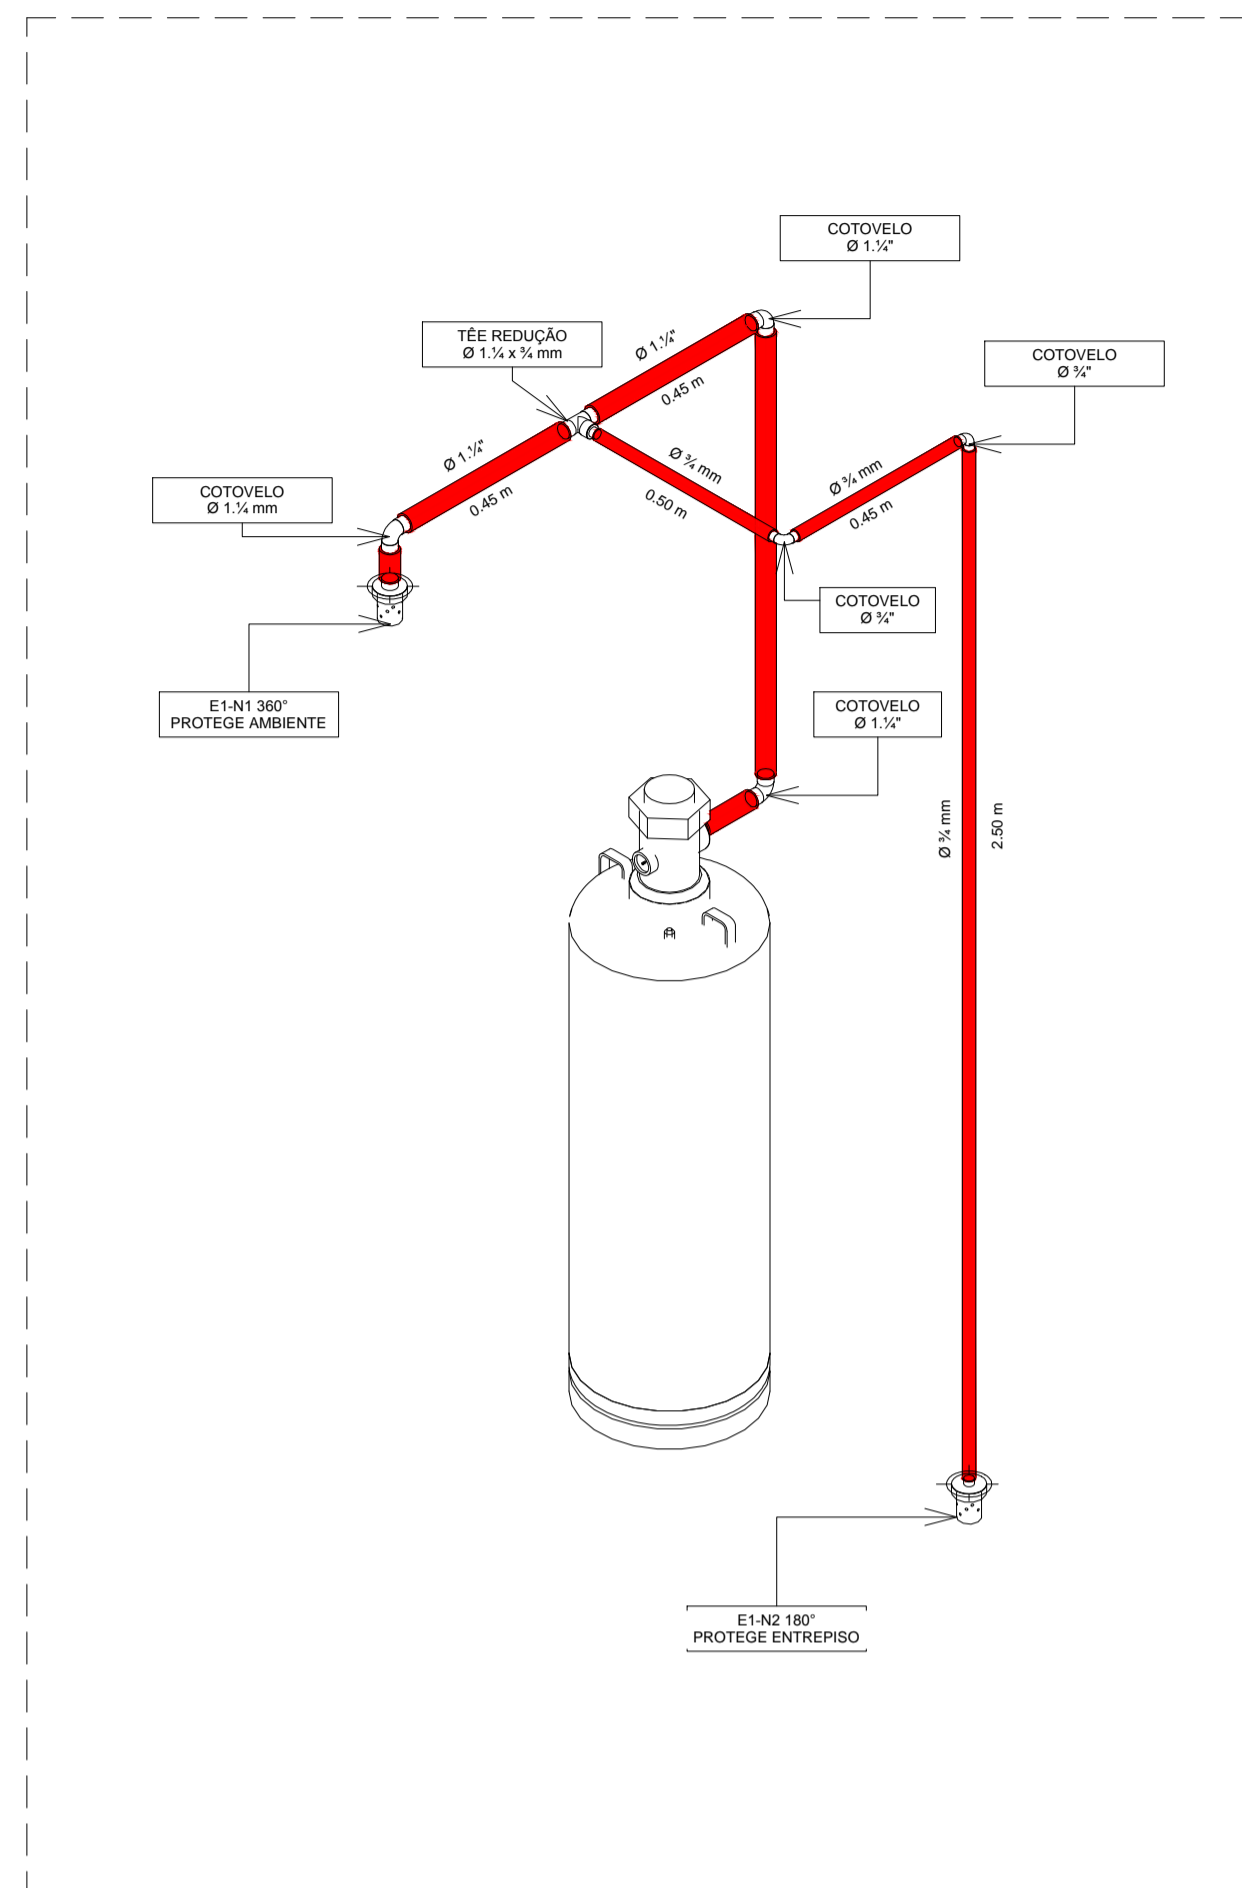 COTOVELO
Ø 1.¼"
TÊE REDUÇÃO
Ø 1.¼ x ¾ mm
Ø 1.¼"
0.45 m
COTOVELO
Ø ¾"
Ø 1.¼"
0.45 m
Ø ¾ mm
0.50 m
Ø ¾ mm
0.45 m
COTOVELO
Ø 1.¼ mm
COTOVELO
Ø ¾"
E1-N1 360°
PROTEGE AMBIENTE
COTOVELO
Ø 1.¼"
Ø ¾ mm
2.50 m
E1-N2 180°
PROTEGE ENTREPISO